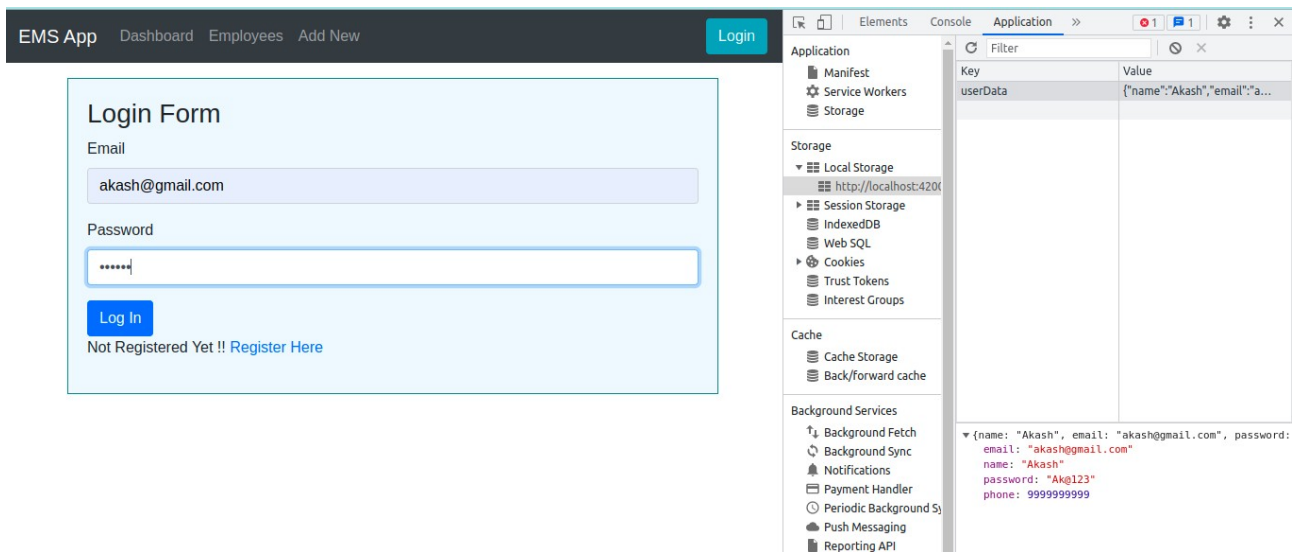 EMS App Dashboard Employees Add New Login
Login Form
Email
akash@gmail.com
Password
••••••
Log In
Not Registered Yet !! Register Here
Elements Console Application » 1 1
Application
Manifest
Service Workers
Storage
Storage
Local Storage
http://localhost:4200
Session Storage
IndexedDB
Web SQL
Cookies
Trust Tokens
Interest Groups
Cache
Cache Storage
Back/forward cache
Background Services
Background Fetch
Background Sync
Notifications
Payment Handler
Periodic Background Sy
Push Messaging
Reporting API
Filter
Key Value
userData {"name":"Akash","email":"a...
{name: "Akash", email: "akash@gmail.com", password:
email: "akash@gmail.com"
name: "Akash"
password: "Ak@123"
phone: 9999999999